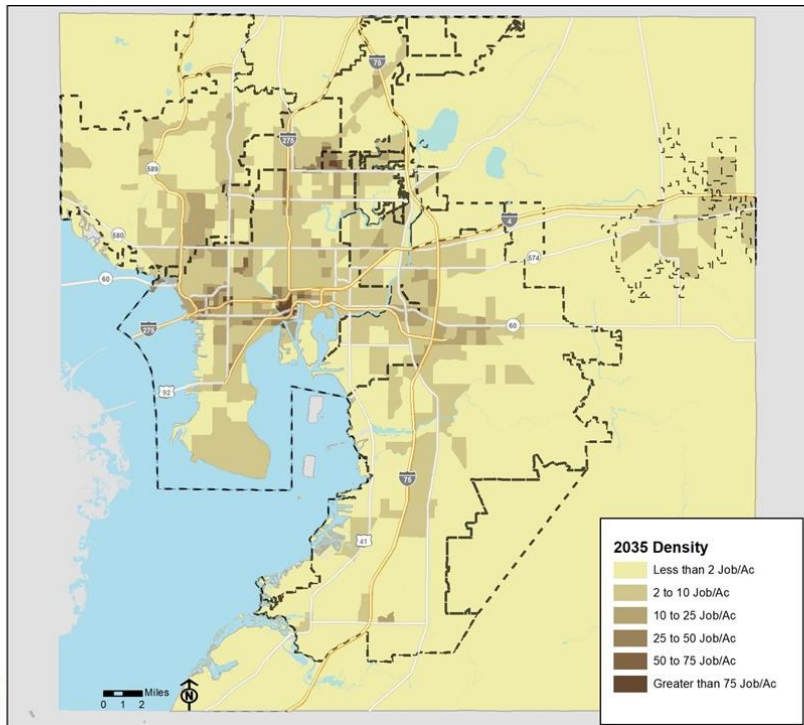 75
275
589
4
580
574
60
60
275
92
75
41
2035 Density
Less than 2 Job/Ac
2 to 10 Job/Ac
10 to 25 Job/Ac
25 to 50 Job/Ac
50 to 75 Job/Ac
Greater than 75 Job/Ac
Miles
0 1 2
N